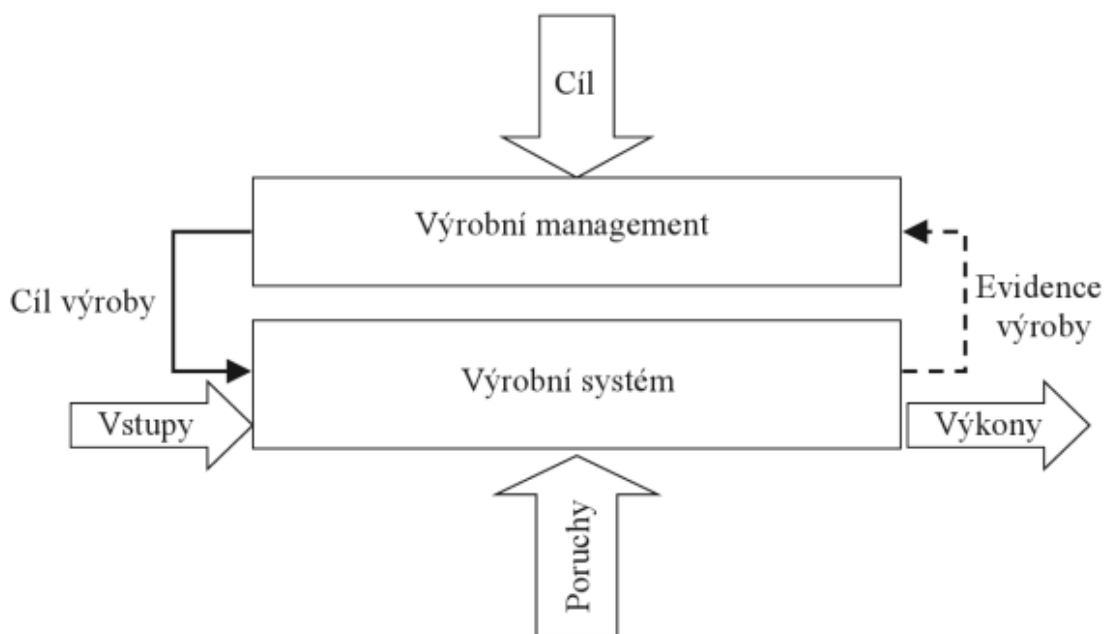 Cíl
Výrobní management
Cíl výroby
Evidence
výroby
Výrobní systém
Vstupy
Výkony
Poruchy